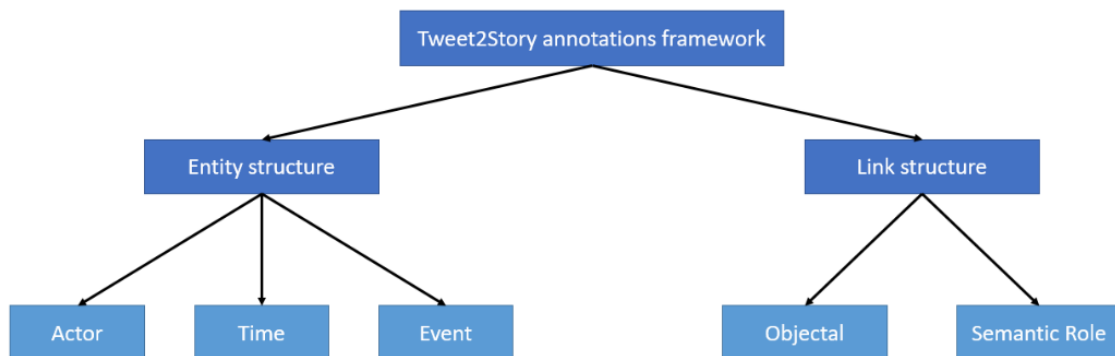 Tweet2Story annotations framework
Entity structure
Link structure
Actor
Time
Event
Objectal
Semantic Role